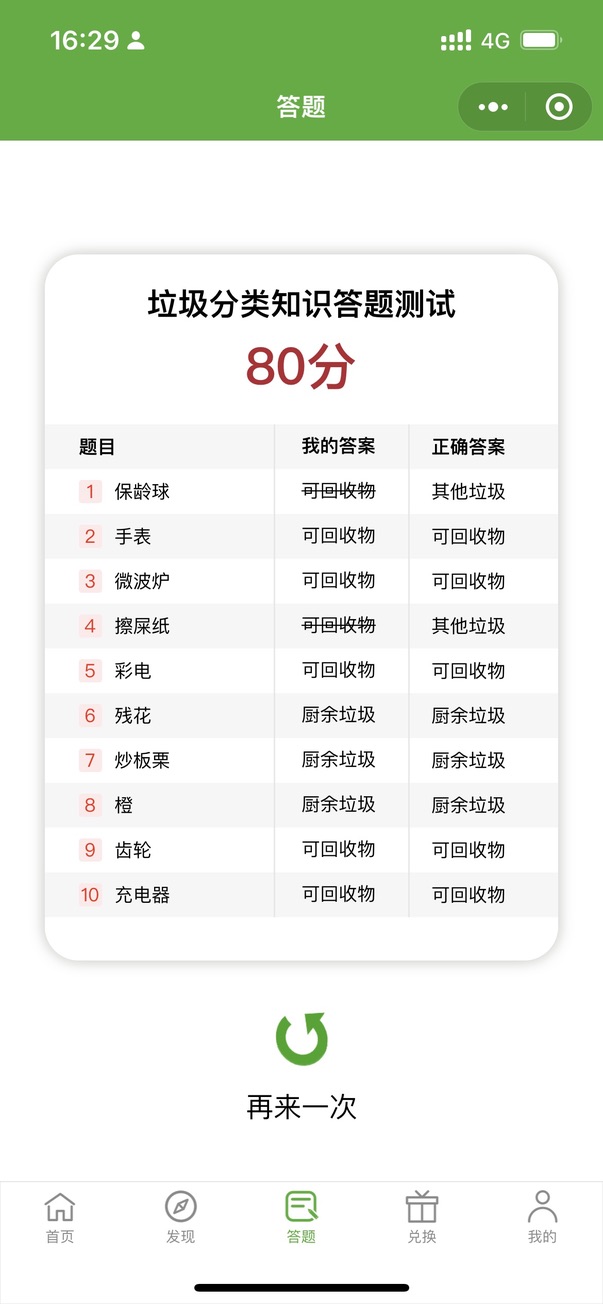 16:29 4G
答题
垃圾分类知识答题测试
80分
题目 我的答案 正确答案
1 保龄球 可回收物 其他垃圾
2 手表 可回收物 可回收物
3 微波炉 可回收物 可回收物
4 擦屎纸 可回收物 其他垃圾
5 彩电 可回收物 可回收物
6 残花 厨余垃圾 厨余垃圾
7 炒板栗 厨余垃圾 厨余垃圾
8 橙 厨余垃圾 厨余垃圾
9 齿轮 可回收物 可回收物
10 充电器 可回收物 可回收物
再来一次
首页 发现 答题 兑换 我的